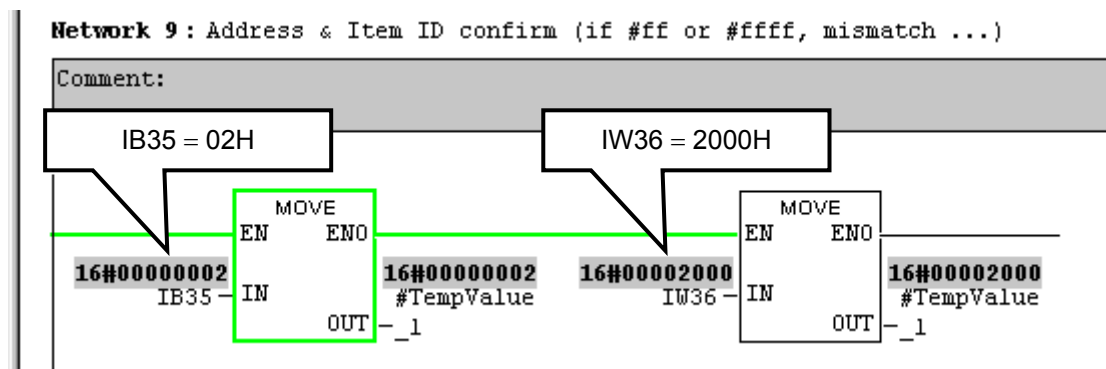 Network 9 : Address & Item ID confirm (if #ff or #ffff, mismatch ...)
Comment:
IB35 = 02H
IW36 = 2000H
MOVE
MOVE
EN ENO
EN ENO
16#00000002
16#00000002
16#00002000
16#00002000
IB35
IN
#TempValue
IW36
IN
#TempValue
OUT
_1
OUT
_1